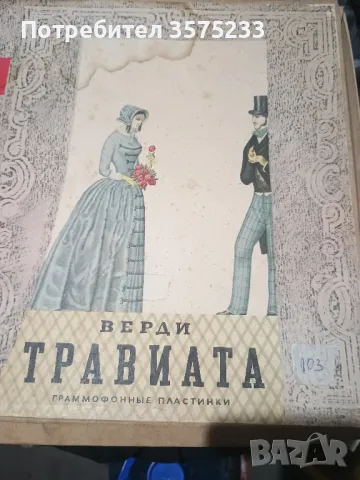 Потребител 3575233
ВЕРДИ
ТРАВИАТА
ГРАММОФОННЫЕ ПЛАСТИНКИ
103
BAZAR